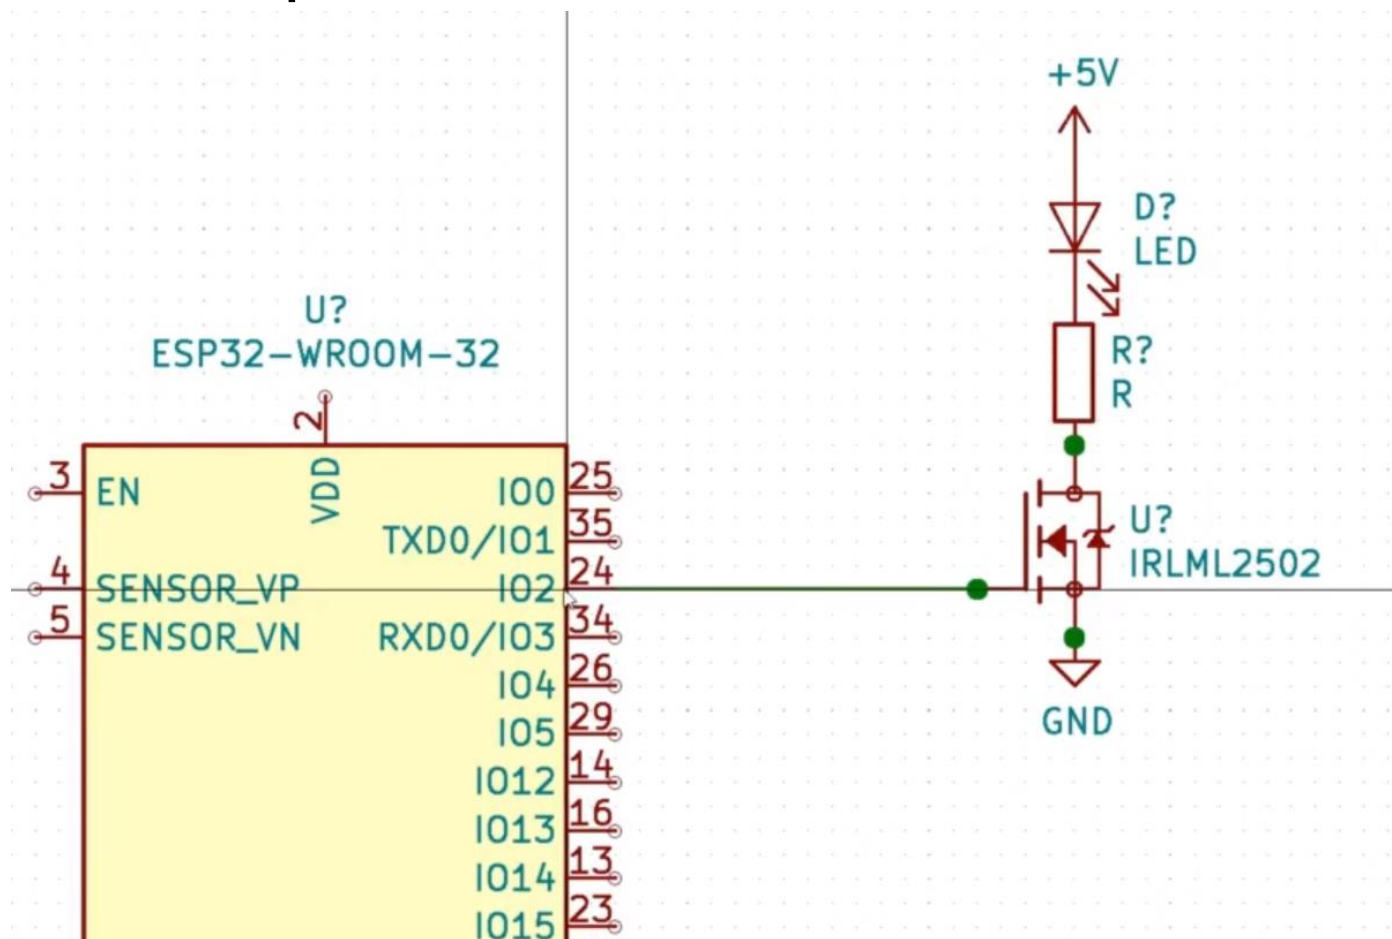 +5V
D?
LED
U?
ESP32-WROOM-32
R?
R
2
VDD
3
EN
IO0
25
TXD0/IO1
35
U?
IRLML2502
4
SENSOR_VP
IO2
24
5
SENSOR_VN
RXD0/IO3
34
IO4
26
GND
IO5
29
IO12
14
IO13
16
IO14
13
IO15
23